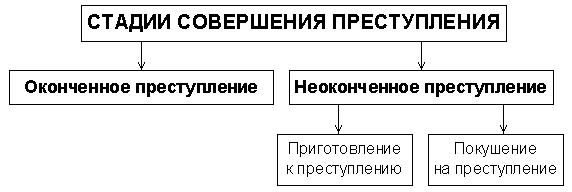 СТАДИИ СОВЕРШЕНИЯ ПРЕСТУПЛЕНИЯ
Оконченное преступление
Неоконченное преступление
Приготовление
к преступлению
Покушение
на преступление